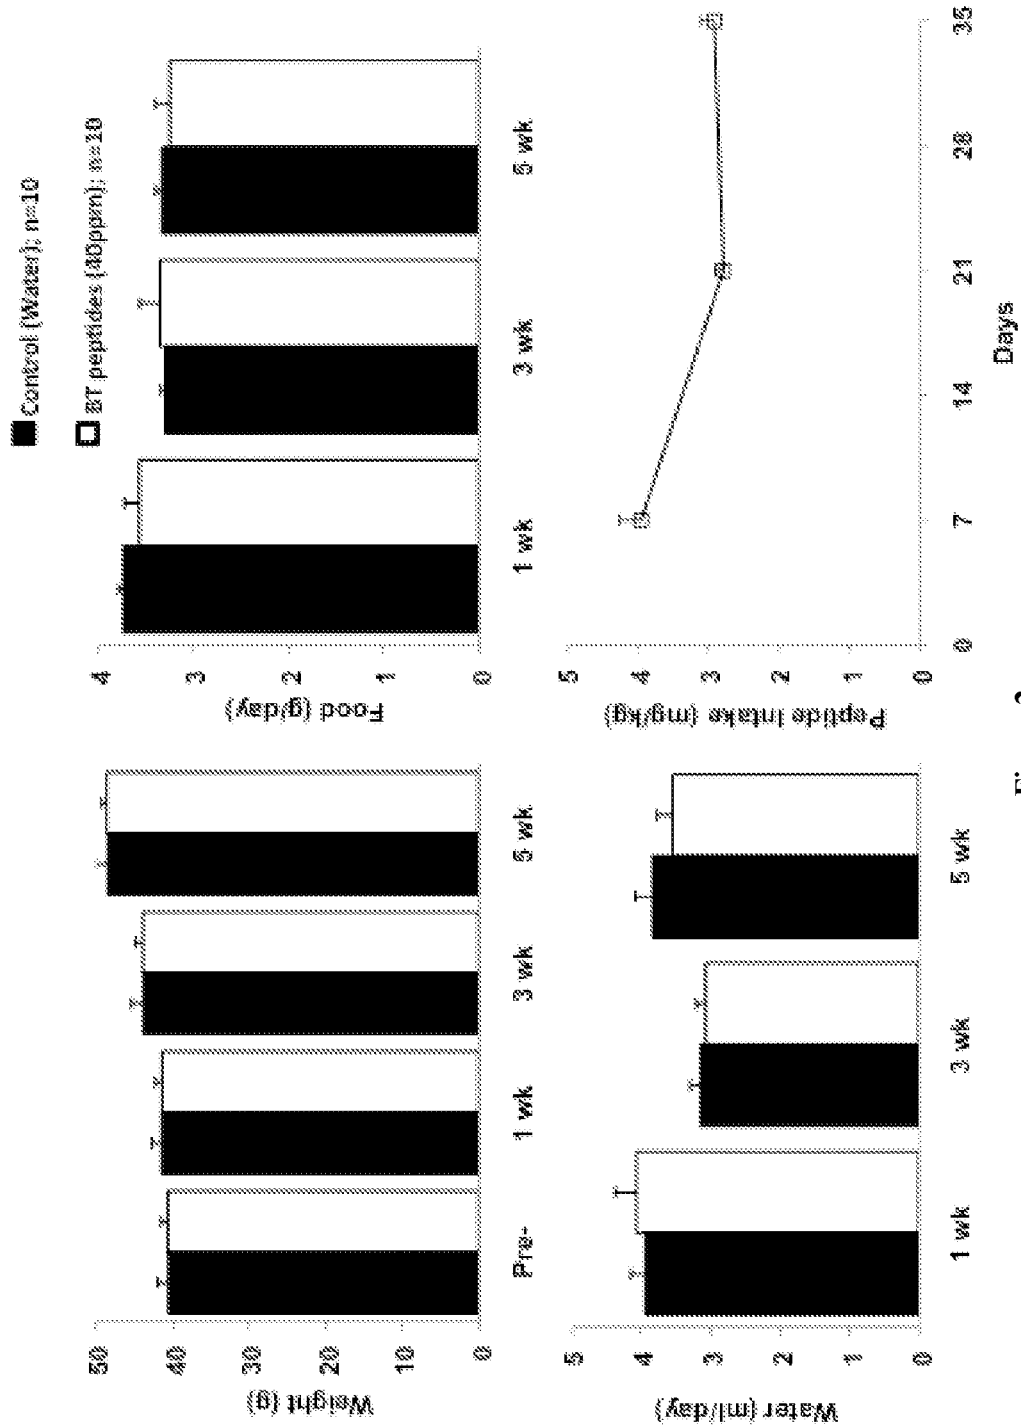 Control (Water); n=10
BT peptides (40ppm); n=10
Weight (g)
50
40
30
20
10
0
Pre-
1 wk
3 wk
5 wk
Food (g/day)
4
3
2
1
0
1 wk
3 wk
5 wk
Water (ml/day)
5
4
3
2
1
0
1 wk
3 wk
5 wk
Peptide Intake (mg/kg)
5
4
3
2
1
0
0
7
14
21
28
35
Days